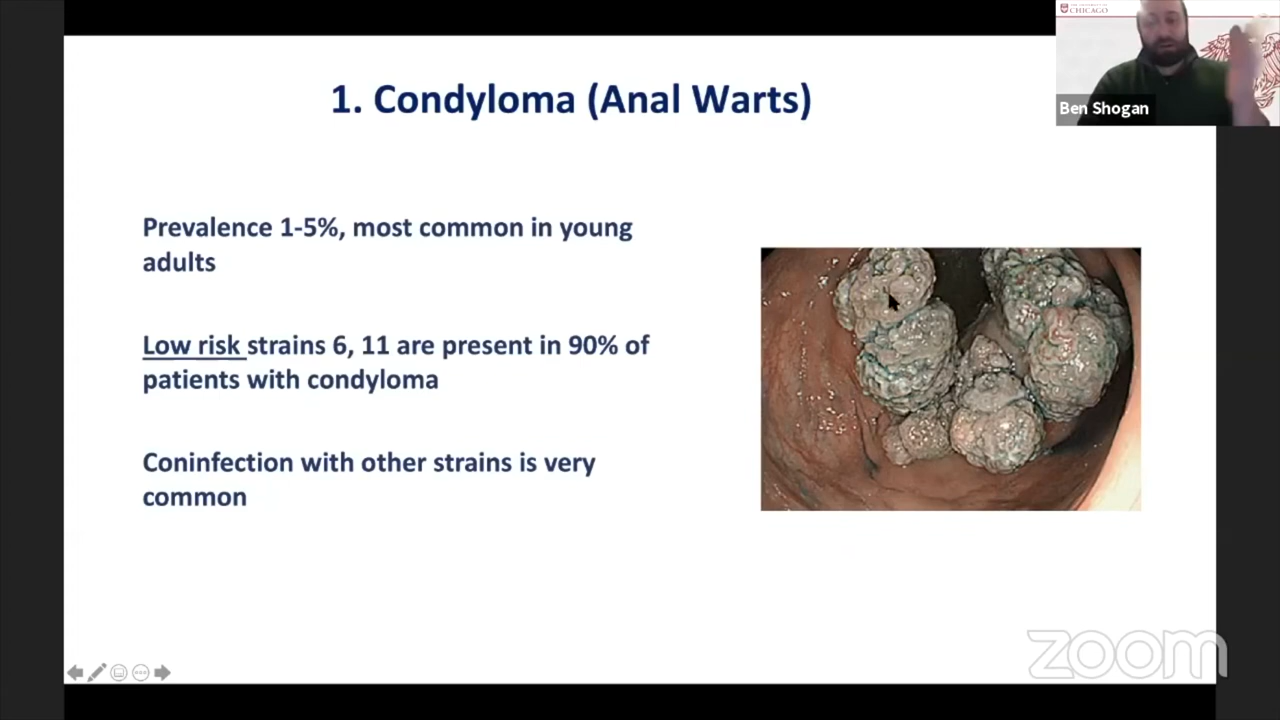 CHICAGO
Ben Shogan
1. Condyloma (Anal Warts)
Prevalence 1-5%, most common in young
adults
Low risk strains 6, 11 are present in 90% of
patients with condyloma
Coninfection with other strains is very
common
zoom